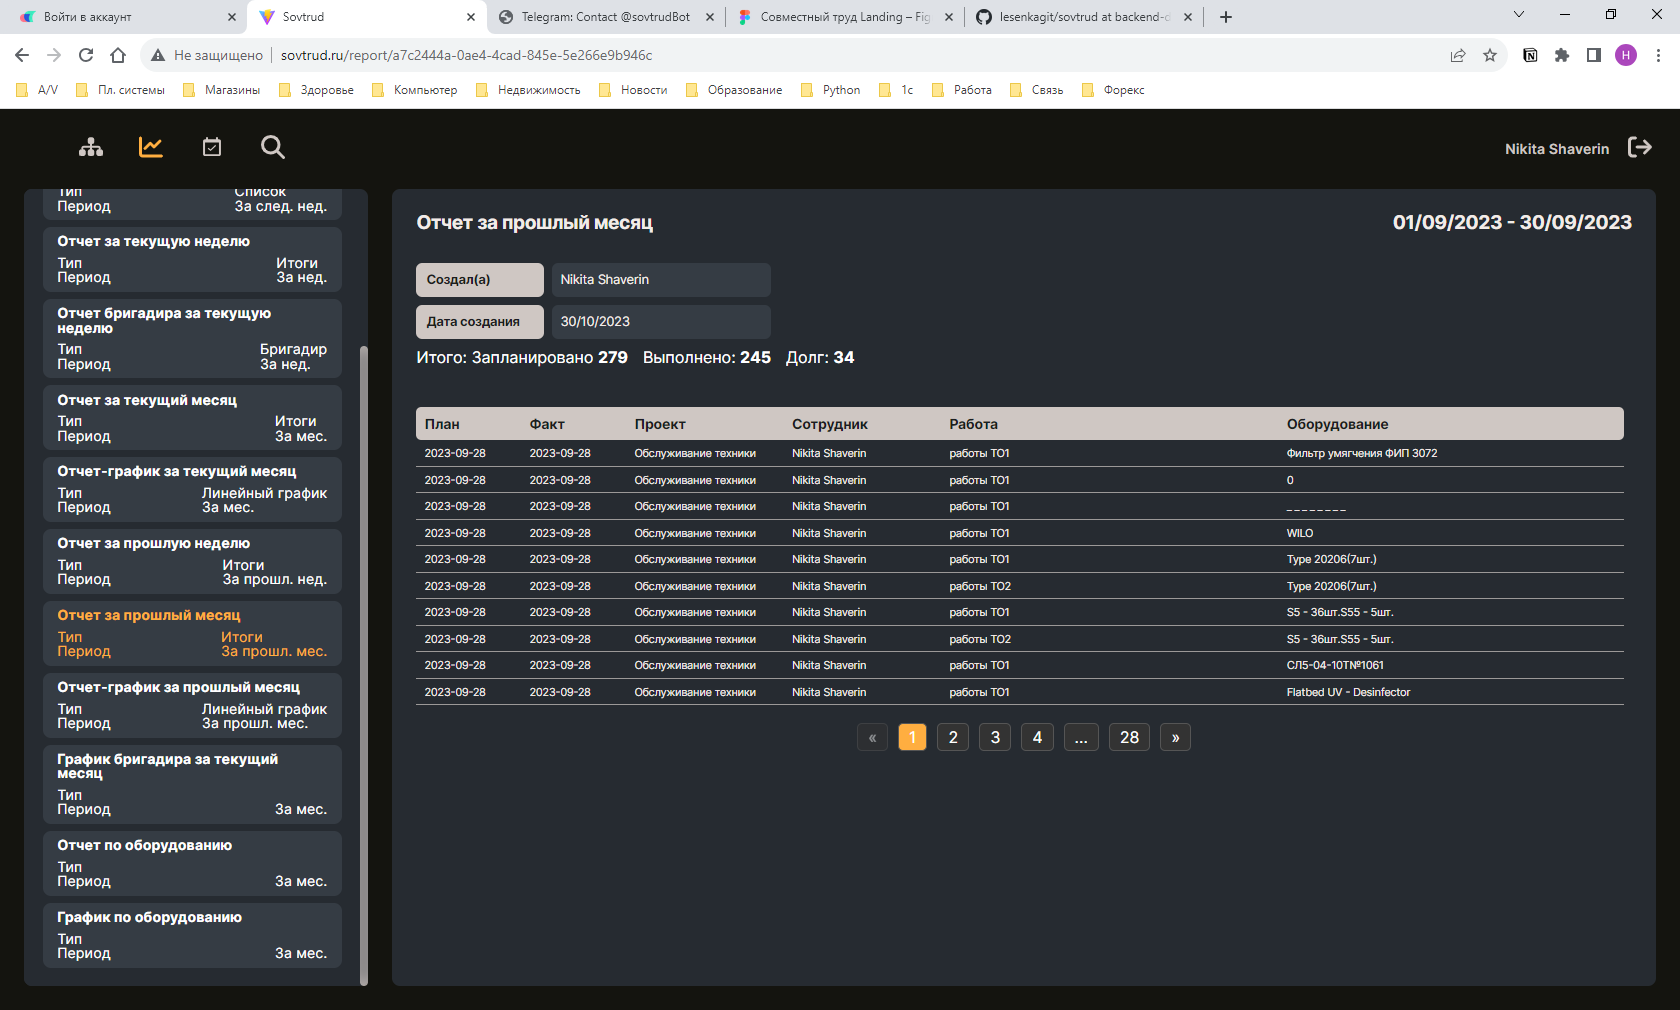 Войти в аккаунт
Sovtrud
Telegram: Contact @sovtrudBot
Совместный труд Landing – Fig
lesenkagit/sovtrud at backend-d
Не защищено
sovtrud.ru/report/a7c2444a-0ae4-4cad-845e-5e266e9b946c
Н
A/V
Пл. системы
Магазины
Здоровье
Компьютер
Недвижимость
Новости
Образование
Python
1с
Работа
Связь
Форекс
Nikita Shaverin
Тип Список
Период За след. нед.
Отчет за текущую неделю
Тип Итоги
Период За нед.
Отчет бригадира за текущую
неделю
Тип Бригадир
Период За нед.
Отчет за текущий месяц
Тип Итоги
Период За мес.
Отчет-график за текущий месяц
Тип Линейный график
Период За мес.
Отчет за прошлую неделю
Тип Итоги
Период За прошл. нед.
Отчет за прошлый месяц
Тип Итоги
Период За прошл. мес.
Отчет-график за прошлый месяц
Тип Линейный график
Период За прошл. мес.
График бригадира за текущий
месяц
Тип
Период За мес.
Отчет по оборудованию
Тип
Период За мес.
График по оборудованию
Тип
Период За мес.
Отчет за прошлый месяц 01/09/2023 - 30/09/2023
Создал(а) Nikita Shaverin
Дата создания 30/10/2023
Итого: Запланировано 279 Выполнено: 245 Долг: 34
План Факт Проект Сотрудник Работа Оборудование
2023-09-28 2023-09-28 Обслуживание техники Nikita Shaverin работы ТО1 Фильтр умягчения ФИП 3072
2023-09-28 2023-09-28 Обслуживание техники Nikita Shaverin работы ТО1 0
2023-09-28 2023-09-28 Обслуживание техники Nikita Shaverin работы ТО1 _ _ _ _ _ _ _ _
2023-09-28 2023-09-28 Обслуживание техники Nikita Shaverin работы ТО1 WILO
2023-09-28 2023-09-28 Обслуживание техники Nikita Shaverin работы ТО1 Type 20206(7шт.)
2023-09-28 2023-09-28 Обслуживание техники Nikita Shaverin работы ТО2 Type 20206(7шт.)
2023-09-28 2023-09-28 Обслуживание техники Nikita Shaverin работы ТО1 S5 - 36шт.S55 - 5шт.
2023-09-28 2023-09-28 Обслуживание техники Nikita Shaverin работы ТО2 S5 - 36шт.S55 - 5шт.
2023-09-28 2023-09-28 Обслуживание техники Nikita Shaverin работы ТО1 СЛ5-04-10Т№1061
2023-09-28 2023-09-28 Обслуживание техники Nikita Shaverin работы ТО1 Flatbed UV - Desinfector
« 1 2 3 4 ... 28 »